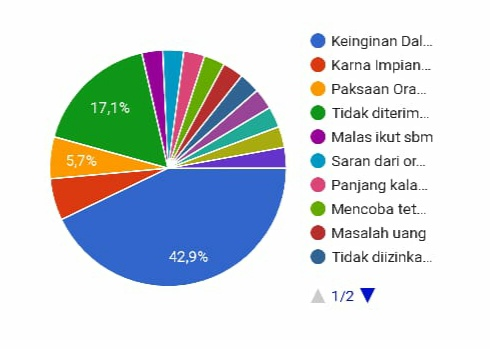 Keinginan Dal...
Karna Impian...
Paksaan Ora...
Tidak diterim...
Malas ikut sbm
Saran dari or...
Panjang kala...
Mencoba tet...
Masalah uang
Tidak diizinka...
1/2
17,1%
5,7%
42,9%